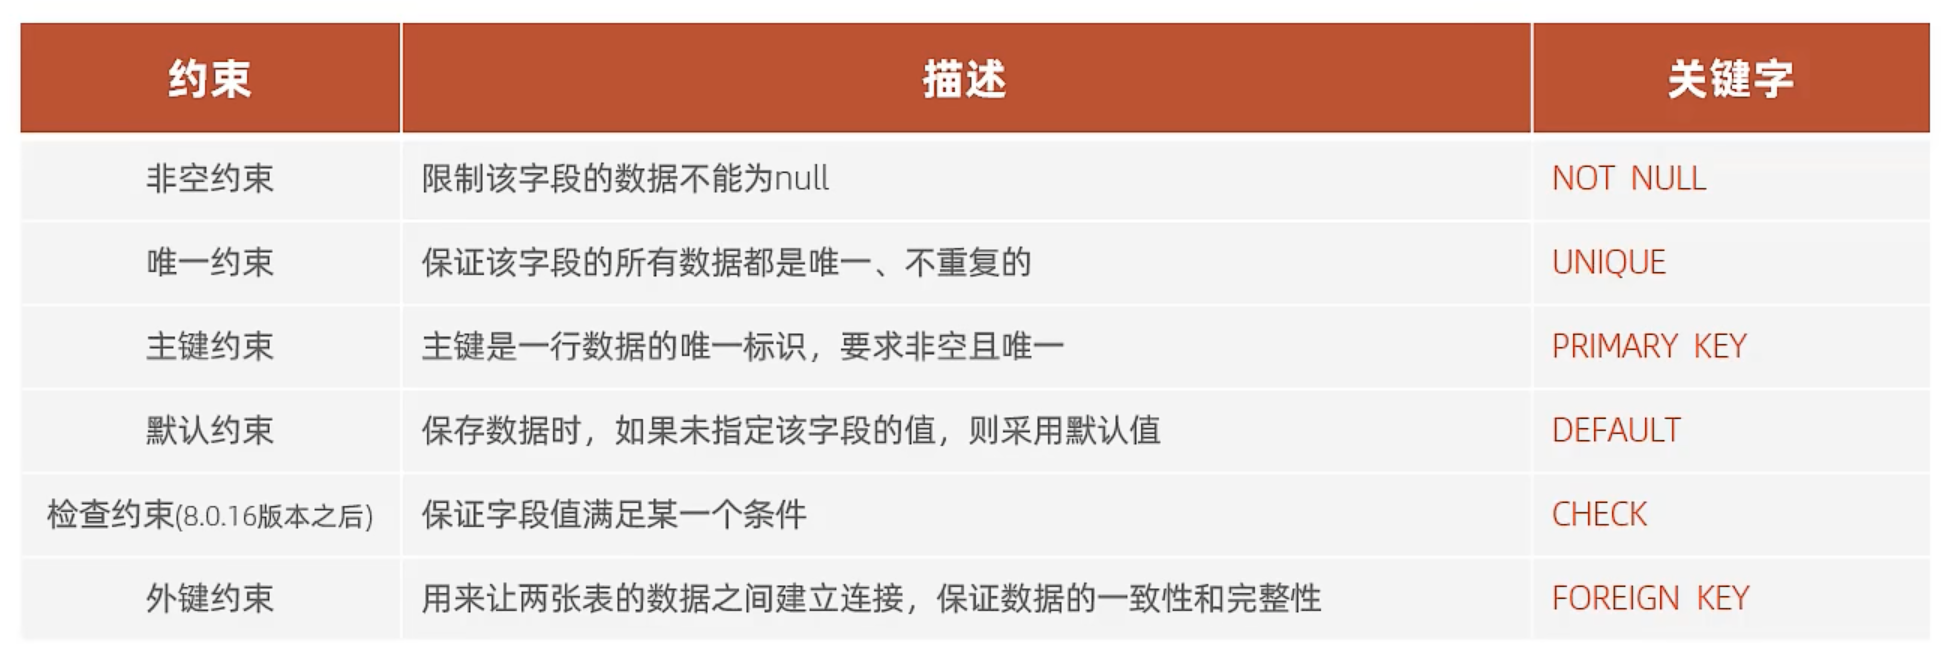 约束 描述 关键字
非空约束 限制该字段的数据不能为null NOT NULL
唯一约束 保证该字段的所有数据都是唯一、不重复的 UNIQUE
主键约束 主键是一行数据的唯一标识，要求非空且唯一 PRIMARY KEY
默认约束 保存数据时，如果未指定该字段的值，则采用默认值 DEFAULT
检查约束(8.0.16版本之后) 保证字段值满足某一个条件 CHECK
外键约束 用来让两张表的数据之间建立连接，保证数据的一致性和完整性 FOREIGN KEY